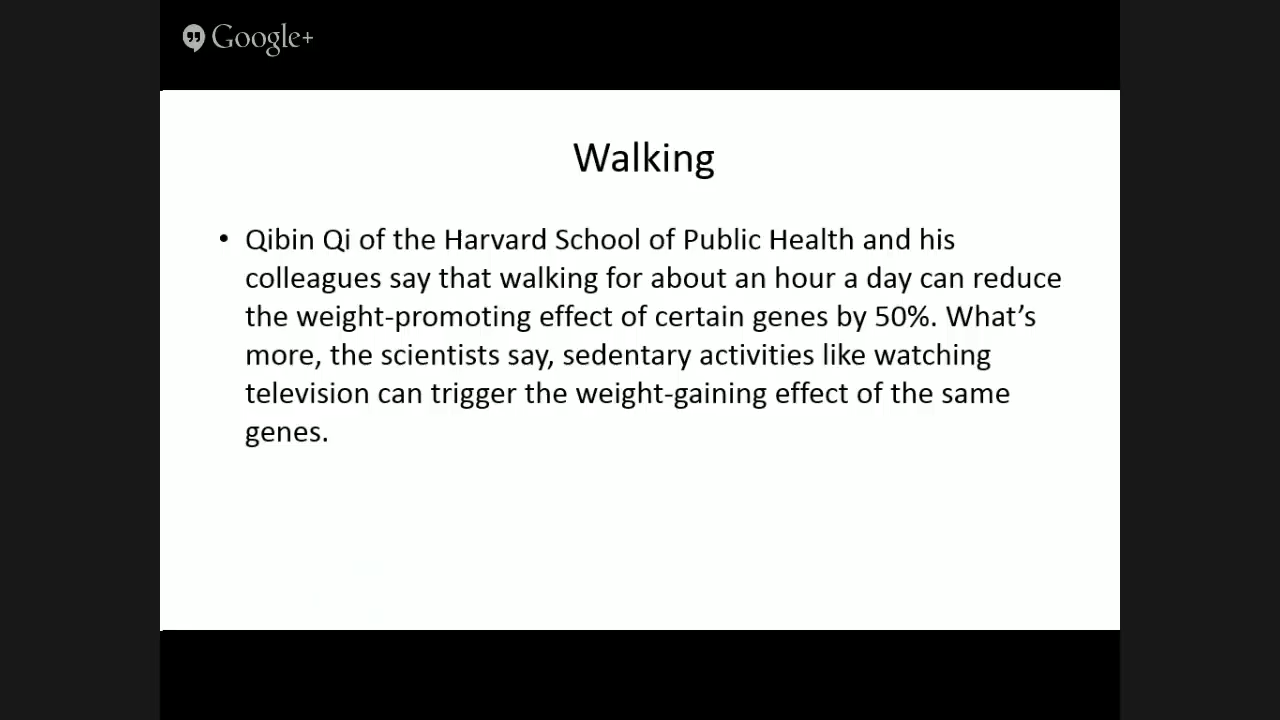 Google+
Walking
• Qibin Qi of the Harvard School of Public Health and his
colleagues say that walking for about an hour a day can reduce
the weight-promoting effect of certain genes by 50%. What’s
more, the scientists say, sedentary activities like watching
television can trigger the weight-gaining effect of the same
genes.